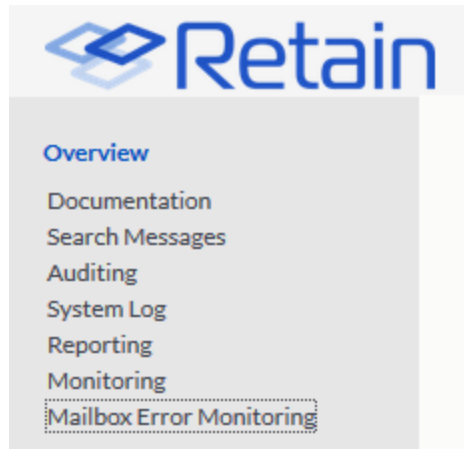 Retain
Overview
Documentation
Search Messages
Auditing
System Log
Reporting
Monitoring
Mailbox Error Monitoring